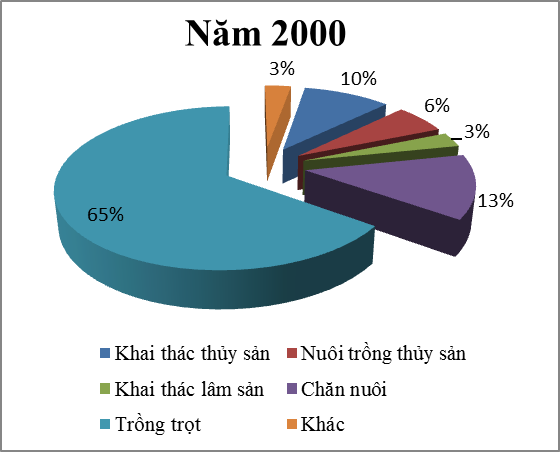 Năm 2000
3%
10%
6%
3%
13%
65%
Khai thác thủy sản
Nuôi trồng thủy sản
Khai thác lâm sản
Chăn nuôi
Trồng trọt
Khác